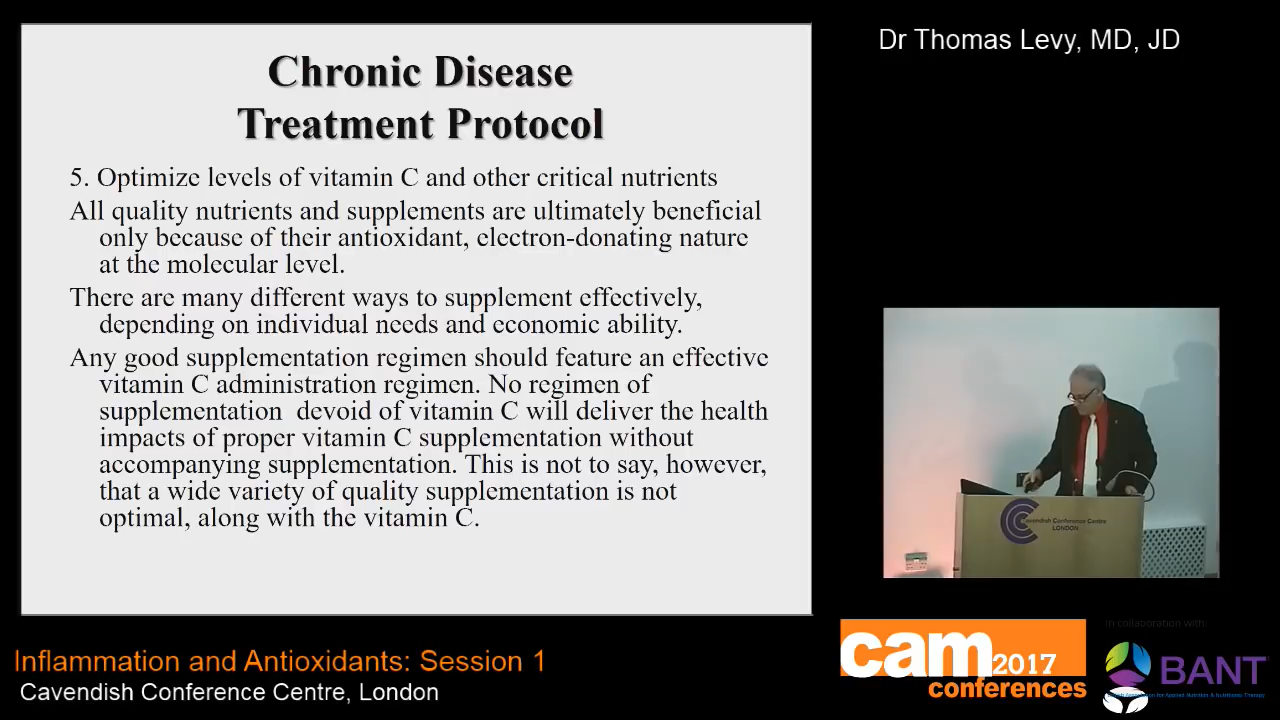 Dr Thomas Levy, MD, JD
Chronic Disease
Treatment Protocol
5. Optimize levels of vitamin C and other critical nutrients
All quality nutrients and supplements are ultimately beneficial
only because of their antioxidant, electron-donating nature
at the molecular level.
There are many different ways to supplement effectively,
depending on individual needs and economic ability.
Any good supplementation regimen should feature an effective
vitamin C administration regimen. No regimen of
supplementation devoid of vitamin C will deliver the health
impacts of proper vitamin C supplementation without
accompanying supplementation. This is not to say, however,
that a wide variety of quality supplementation is not
optimal, along with the vitamin C.
Cavendish Conference Centre
LONDON
Inflammation and Antioxidants: Session 1
Cavendish Conference Centre, London
cam 2017
conferences
In collaboration with:
BANT
Association for Applied Nutrition & Nutritional Therapy